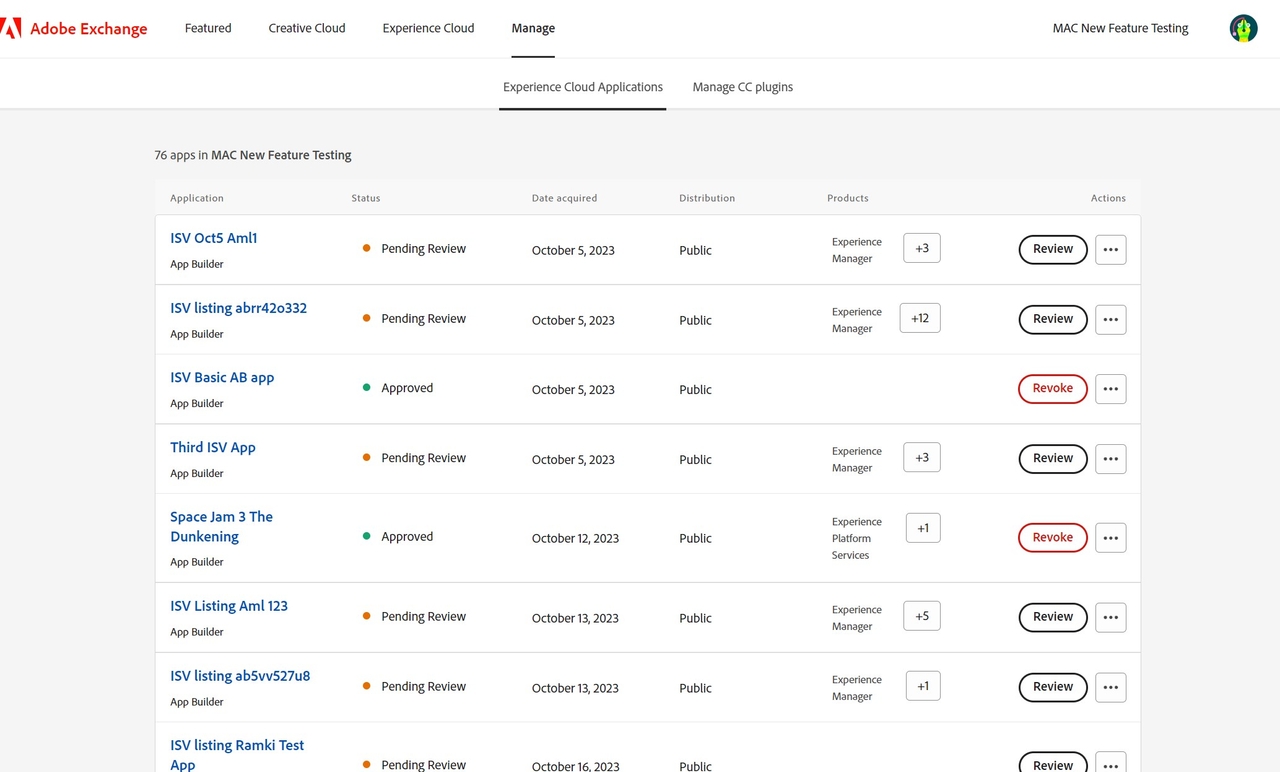 Adobe Exchange Featured Creative Cloud Experience Cloud Manage MAC New Feature Testing
Experience Cloud Applications Manage CC plugins
76 apps in MAC New Feature Testing
Application Status Date acquired Distribution Products Actions
ISV Oct5 Aml1
App Builder
Pending Review
October 5, 2023
Public
Experience
Manager
+3
Review
ISV listing abrr42o332
App Builder
Pending Review
October 5, 2023
Public
Experience
Manager
+12
Review
ISV Basic AB app
App Builder
Approved
October 5, 2023
Public
Revoke
Third ISV App
App Builder
Pending Review
October 5, 2023
Public
Experience
Manager
+3
Review
Space Jam 3 The
Dunkening
App Builder
Approved
October 12, 2023
Public
Experience
Platform
Services
+1
Revoke
ISV Listing Aml 123
App Builder
Pending Review
October 13, 2023
Public
Experience
Manager
+5
Review
ISV listing ab5vv527u8
App Builder
Pending Review
October 13, 2023
Public
Experience
Manager
+1
Review
ISV listing Ramki Test
App
Pending Review
October 16, 2023
Public
Review